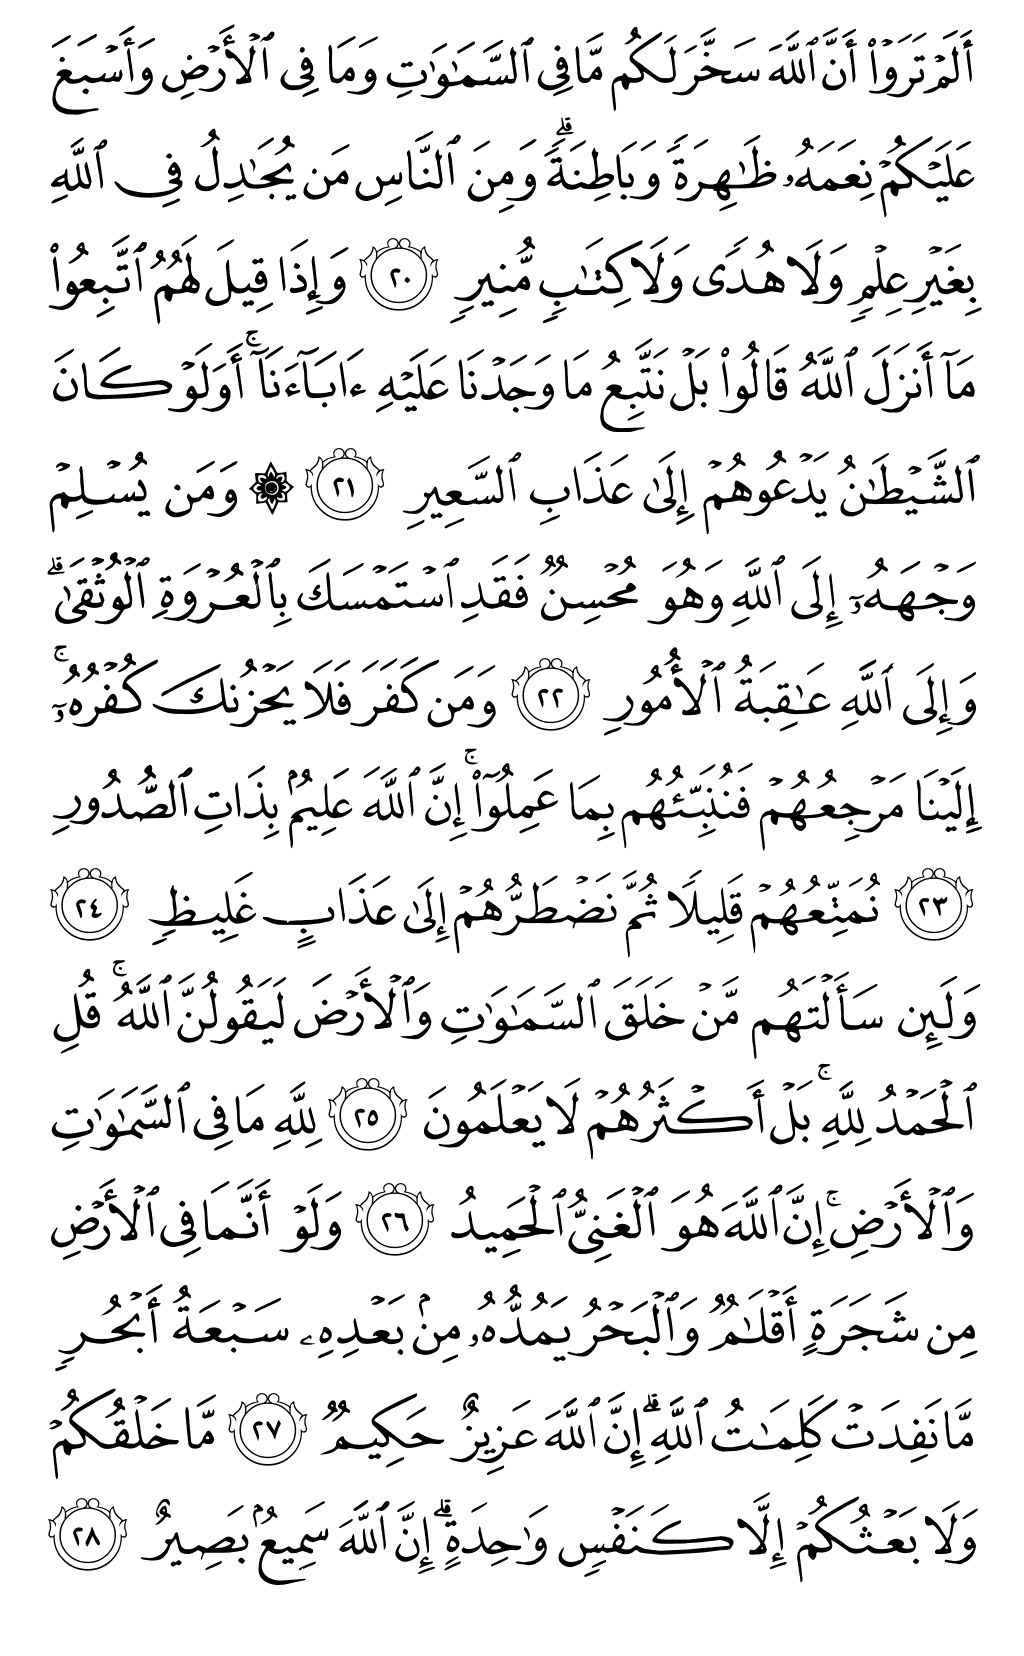 أَلَمۡ تَرَوۡاْ أَنَّ ٱللَّهَ سَخَّرَ لَكُم مَّا فِي ٱلسَّمَٰوَٰتِ وَمَا فِي ٱلۡأَرۡضِ وَأَسۡبَغَ
عَلَيۡكُمۡ نِعَمَهُۥ ظَٰهِرَةٗ وَبَاطِنَةٗۗ وَمِنَ ٱلنَّاسِ مَن يُجَٰدِلُ فِي ٱللَّهِ
بِغَيۡرِ عِلۡمٖ وَلَا هُدٗى وَلَا كِتَٰبٖ مُّنِيرٖ ٢٠ وَإِذَا قِيلَ لَهُمُ ٱتَّبِعُواْ
مَآ أَنزَلَ ٱللَّهُ قَالُواْ بَلۡ نَتَّبِعُ مَا وَجَدۡنَا عَلَيۡهِ ءَابَآءَنَآۚ أَوَلَوۡ كَانَ
ٱلشَّيۡطَٰنُ يَدۡعُوهُمۡ إِلَىٰ عَذَابِ ٱلسَّعِيرِ ٢١ ۞ وَمَن يُسۡلِمۡ
وَجۡهَهُۥٓ إِلَى ٱللَّهِ وَهُوَ مُحۡسِنٞ فَقَدِ ٱسۡتَمۡسَكَ بِٱلۡعُرۡوَةِ ٱلۡوُثۡقَىٰۗ
وَإِلَى ٱللَّهِ عَٰقِبَةُ ٱلۡأُمُورِ ٢٢ وَمَن كَفَرَ فَلَا يَحۡزُنكَ كُفۡرُهُۥٓۚ
إِلَيۡنَا مَرۡجِعُهُمۡ فَنُنَبِّئُهُم بِمَا عَمِلُوٓاْۚ إِنَّ ٱللَّهَ عَلِيمُۢ بِذَاتِ ٱلصُّدُورِ
٢٣ نُمَتِّعُهُمۡ قَلِيلٗا ثُمَّ نَضۡطَرُّهُمۡ إِلَىٰ عَذَابٍ غَلِيظٖ ٢٤
وَلَئِن سَأَلۡتَهُم مَّنۡ خَلَقَ ٱلسَّمَٰوَٰتِ وَٱلۡأَرۡضَ لَيَقُولُنَّ ٱللَّهُۚ قُلِ
ٱلۡحَمۡدُ لِلَّهِۚ بَلۡ أَكۡثَرُهُمۡ لَا يَعۡلَمُونَ ٢٥ لِلَّهِ مَا فِي ٱلسَّمَٰوَٰتِ
وَٱلۡأَرۡضِۚ إِنَّ ٱللَّهَ هُوَ ٱلۡغَنِيُّ ٱلۡحَمِيدُ ٢٦ وَلَوۡ أَنَّمَا فِي ٱلۡأَرۡضِ
مِن شَجَرَةٍ أَقۡلَٰمٞ وَٱلۡبَحۡرُ يَمُدُّهُۥ مِنۢ بَعۡدِهِۦ سَبۡعَةُ أَبۡحُرٖ
مَّا نَفِدَتۡ كَلِمَٰتُ ٱللَّهِۗ إِنَّ ٱللَّهَ عَزِيزٌ حَكِيمٞ ٢٧ مَّا خَلۡقُكُمۡ
وَلَا بَعۡثُكُمۡ إِلَّا كَنَفۡسٖ وَٰحِدَةٍۗ إِنَّ ٱللَّهَ سَمِيعُۢ بَصِيرٌ ٢٨